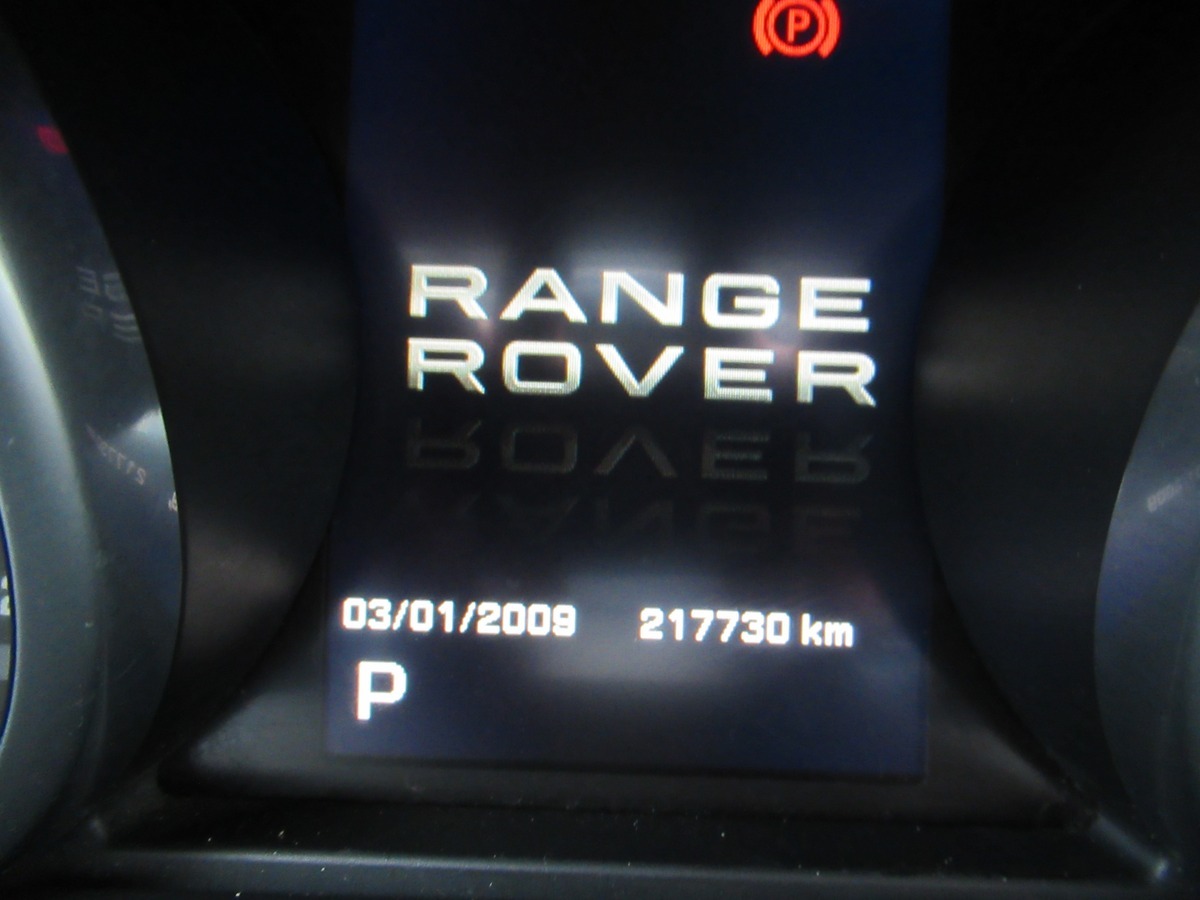 P
RANGE
ROVER
03/01/2009 217730 km
P